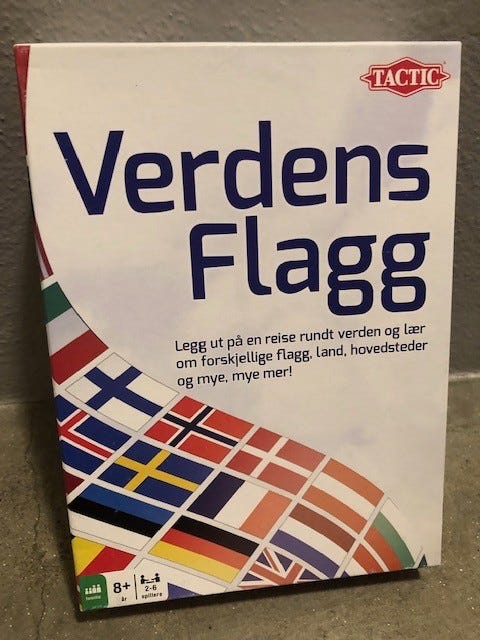 TACTIC
Verdens
Flagg
Legg ut på en reise rundt verden og lær
om forskjellige flagg, land, hovedsteder
og mye, mye mer!
8+
år
2-6
spillere